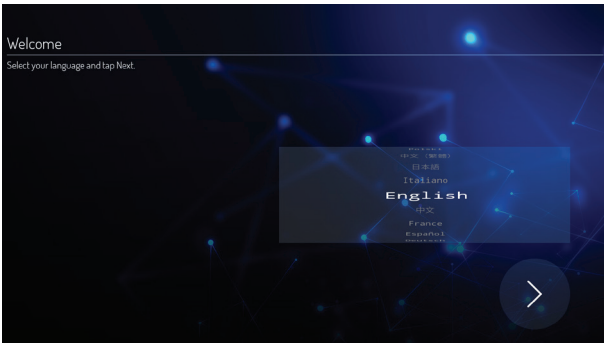 Welcome
Select your language and tap Next.
中文 (繁體)
日本語
Italiano
English
中文
France
Español
Deutsch